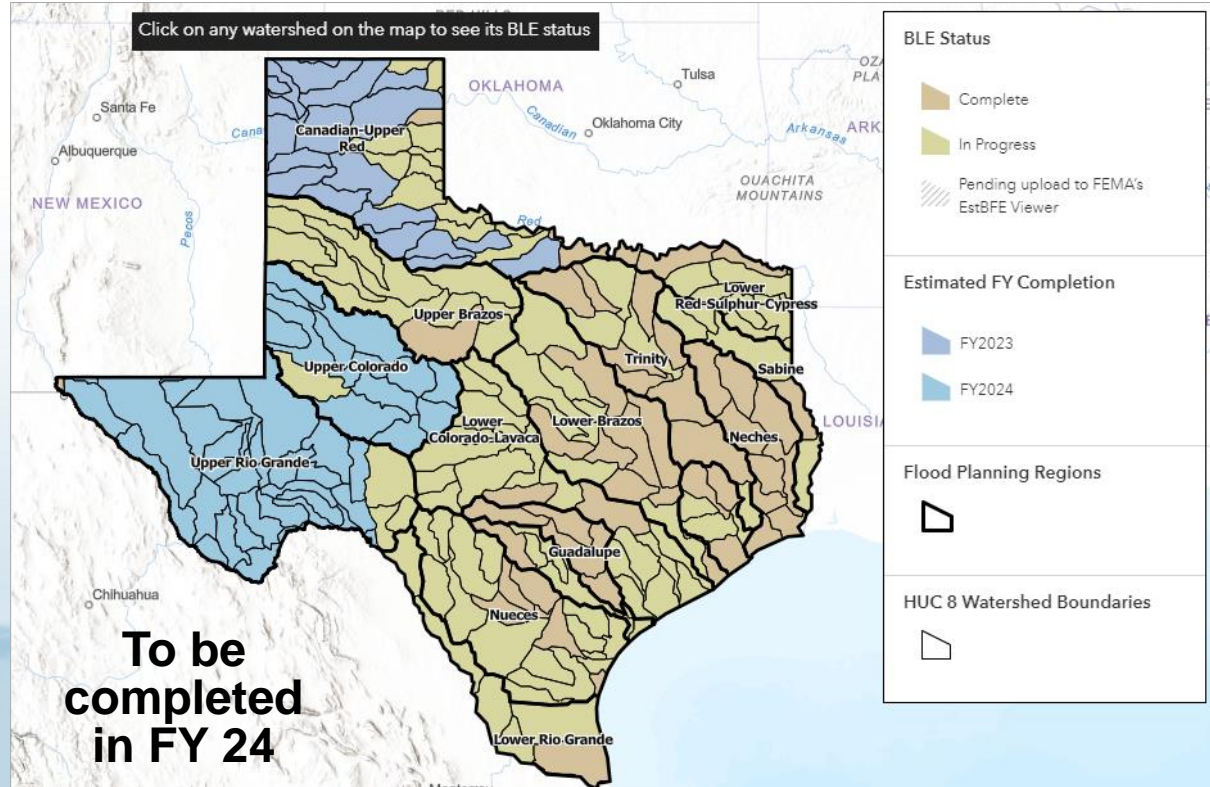 Click on any watershed on the map to see its BLE status
Santa Fe
Albuquerque
NEW MEXICO
Pecos
Canadian-Upper
Red
OKLAHOMA
Tulsa
Canadian
Oklahoma City
Arkansas
OUACHITA
MOUNTAINS
Red
Upper Brazos
Lower
Red-Sulphur-Cypress
Upper Colorado
Trinity
Sabine
Lower
Colorado-Lavaca
Lower Brazos
Neches
LOUISIA
Upper Rio Grande
Guadalupe
Nueces
Chihuahua
Lower Rio Grande
To be
completed
in FY 24
BLE Status
Complete
In Progress
Pending upload to FEMA's
EstBFE Viewer
Estimated FY Completion
FY2023
FY2024
Flood Planning Regions
HUC 8 Watershed Boundaries